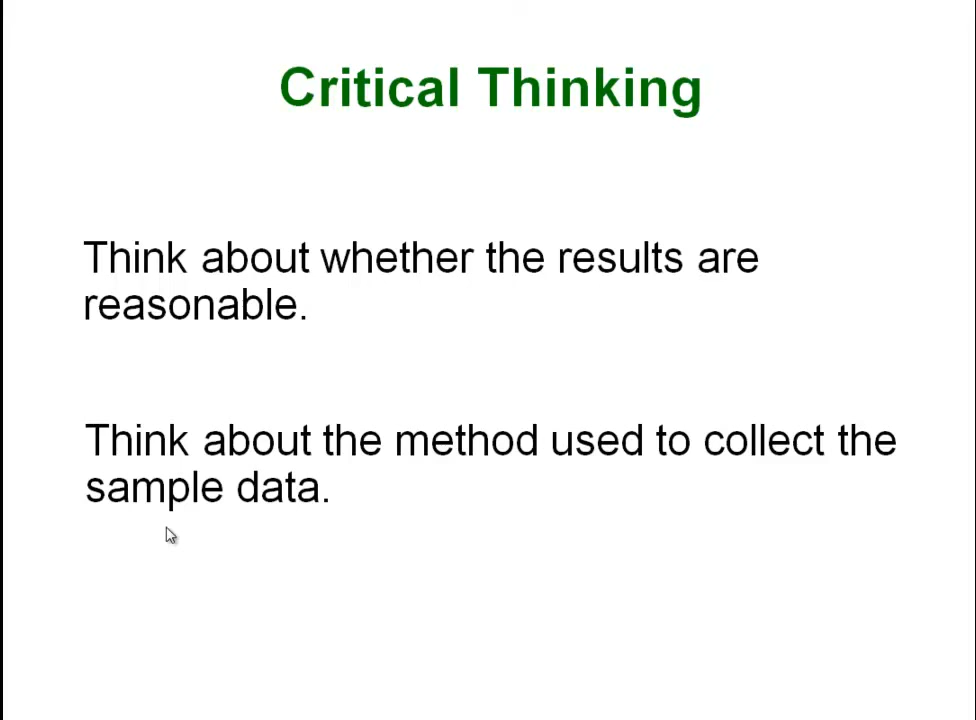 Critical Thinking
Think about whether the results are
reasonable.
Think about the method used to collect the
sample data.